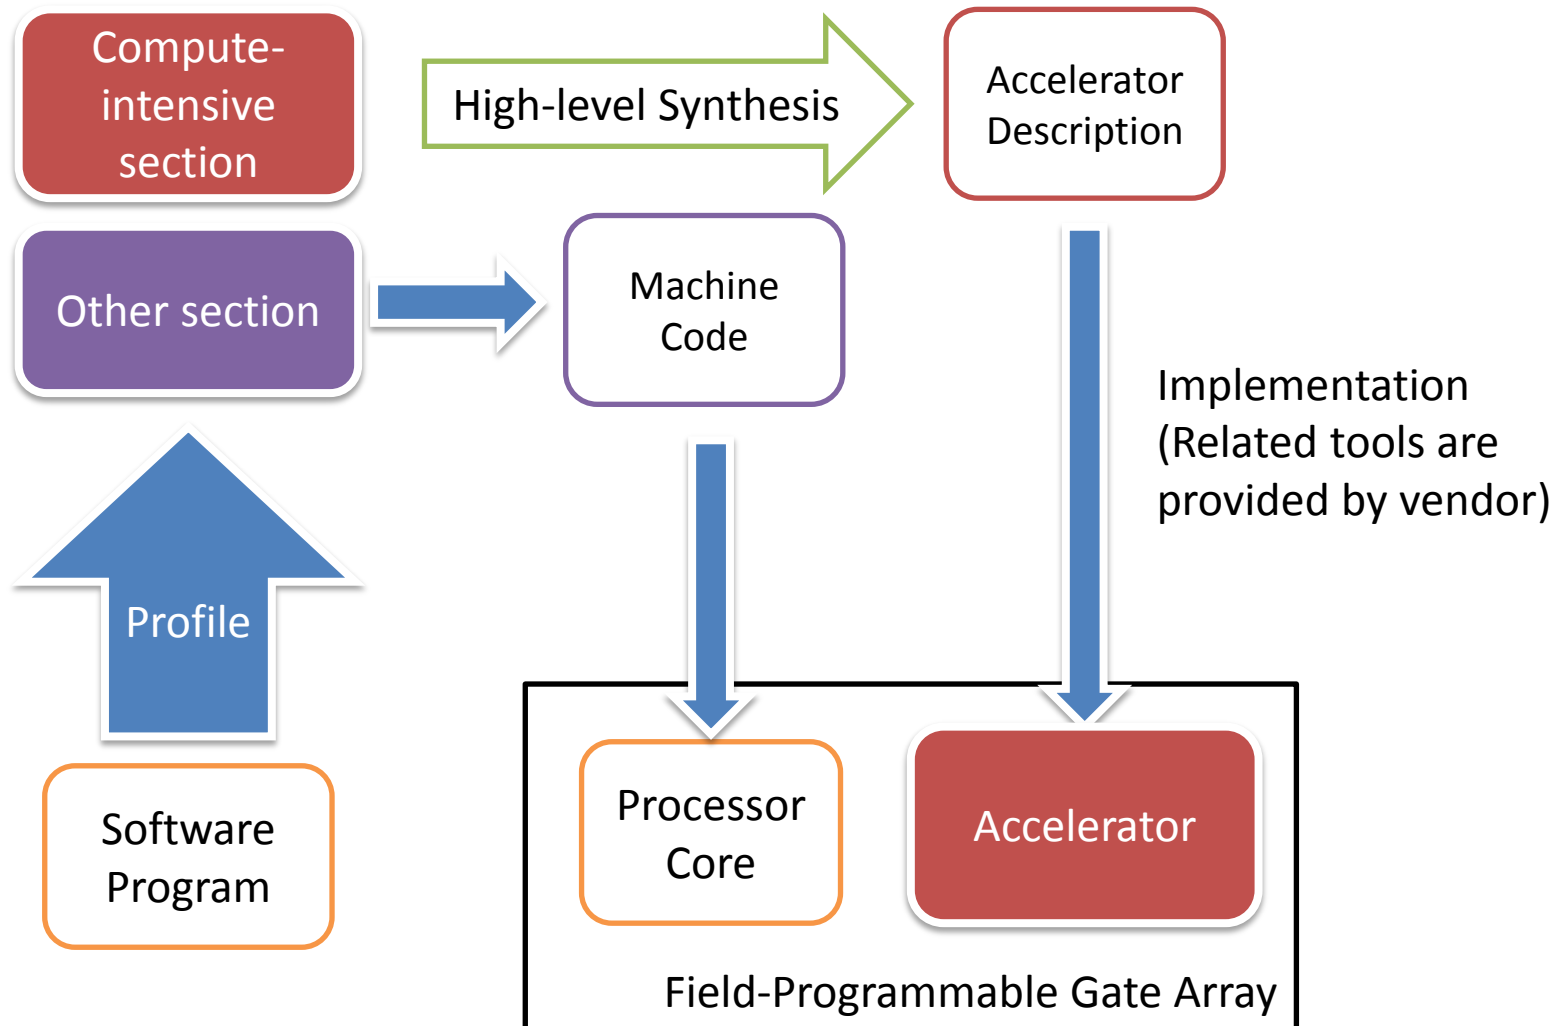 Compute-
intensive
section
High-level Synthesis
Accelerator
Description
Other section
Machine
Code
Implementation
(Related tools are
provided by vendor)
Profile
Software
Program
Processor
Core
Accelerator
Field-Programmable Gate Array